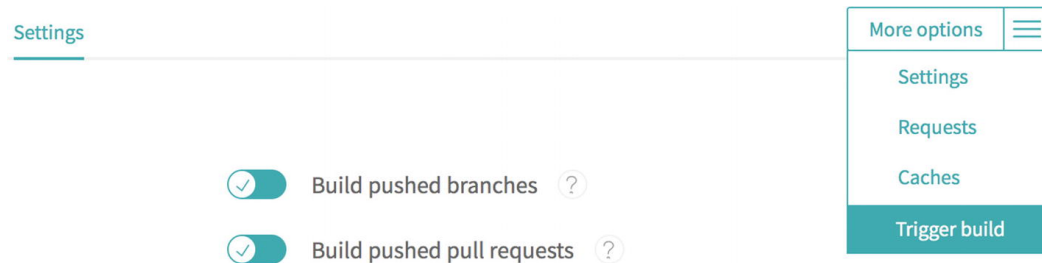 Settings
More options
Settings
Requests
Caches
Trigger build
Build pushed branches ?
Build pushed pull requests ?